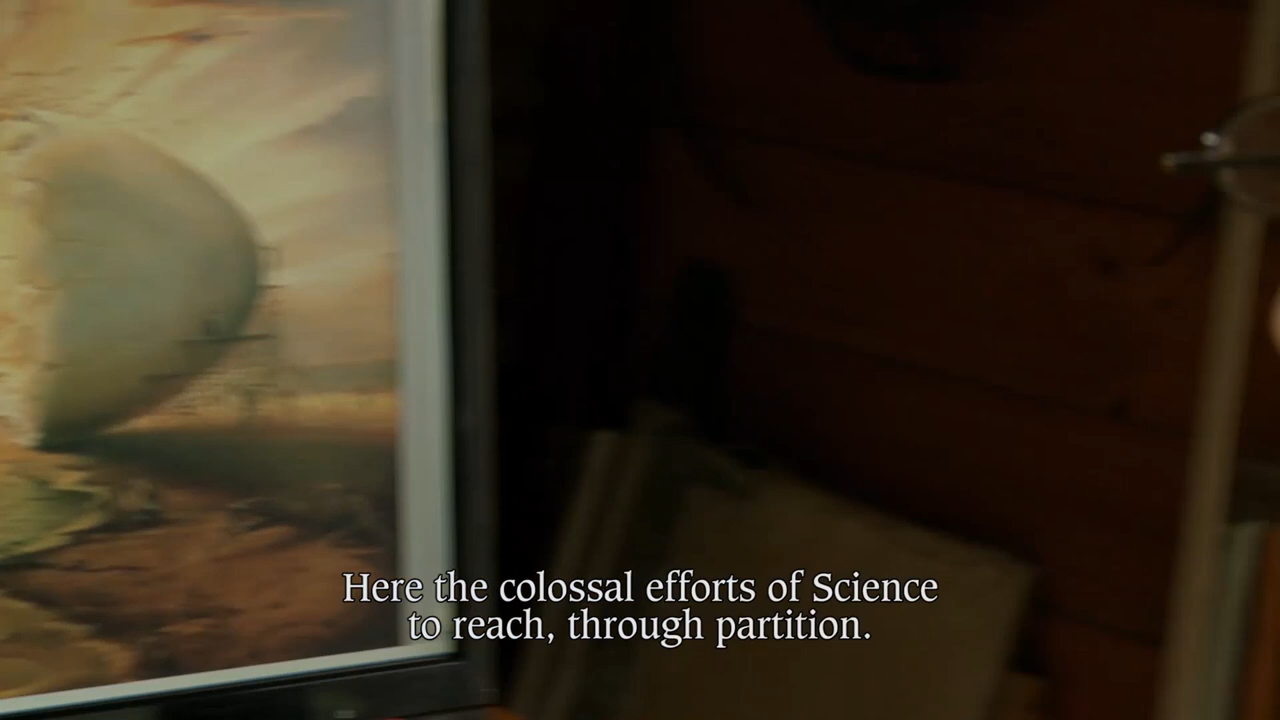 Here the colossal efforts of Science
to reach, through partition.